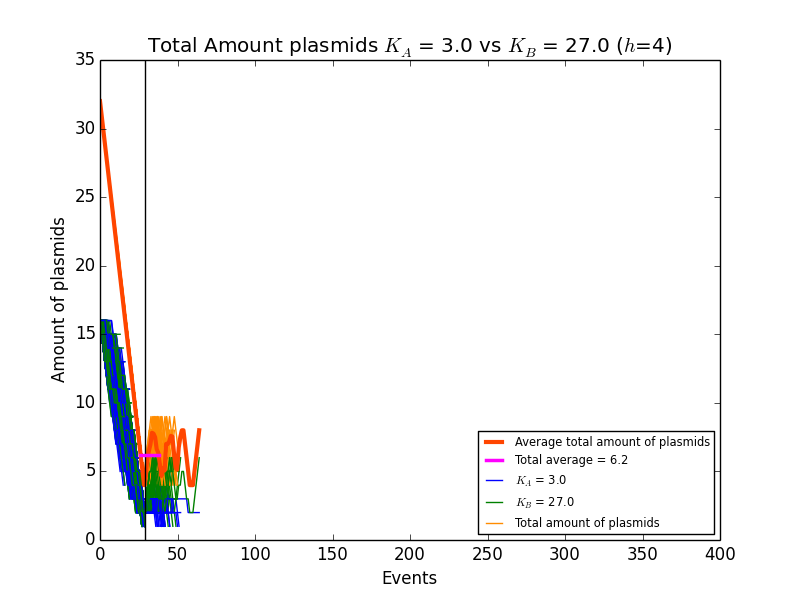 Total Amount plasmids K_A = 3.0 vs K_B = 27.0 (h=4)
35
30
25
20
15
10
5
0
Amount of plasmids
Average total amount of plasmids
Total average = 6.2
K_A = 3.0
K_B = 27.0
Total amount of plasmids
0 50 100 150 200 250 300 350 400
Events